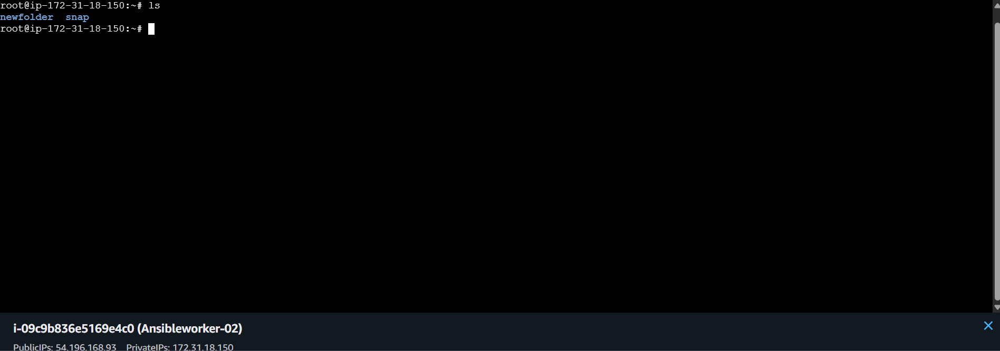 root@ip-172-31-18-150:~# ls
newfolder  snap
root@ip-172-31-18-150:~#
i-09c9b836e5169e4c0 (Ansibleworker-02)
PublicIPs: 54.196.168.93    PrivateIPs: 172.31.18.150